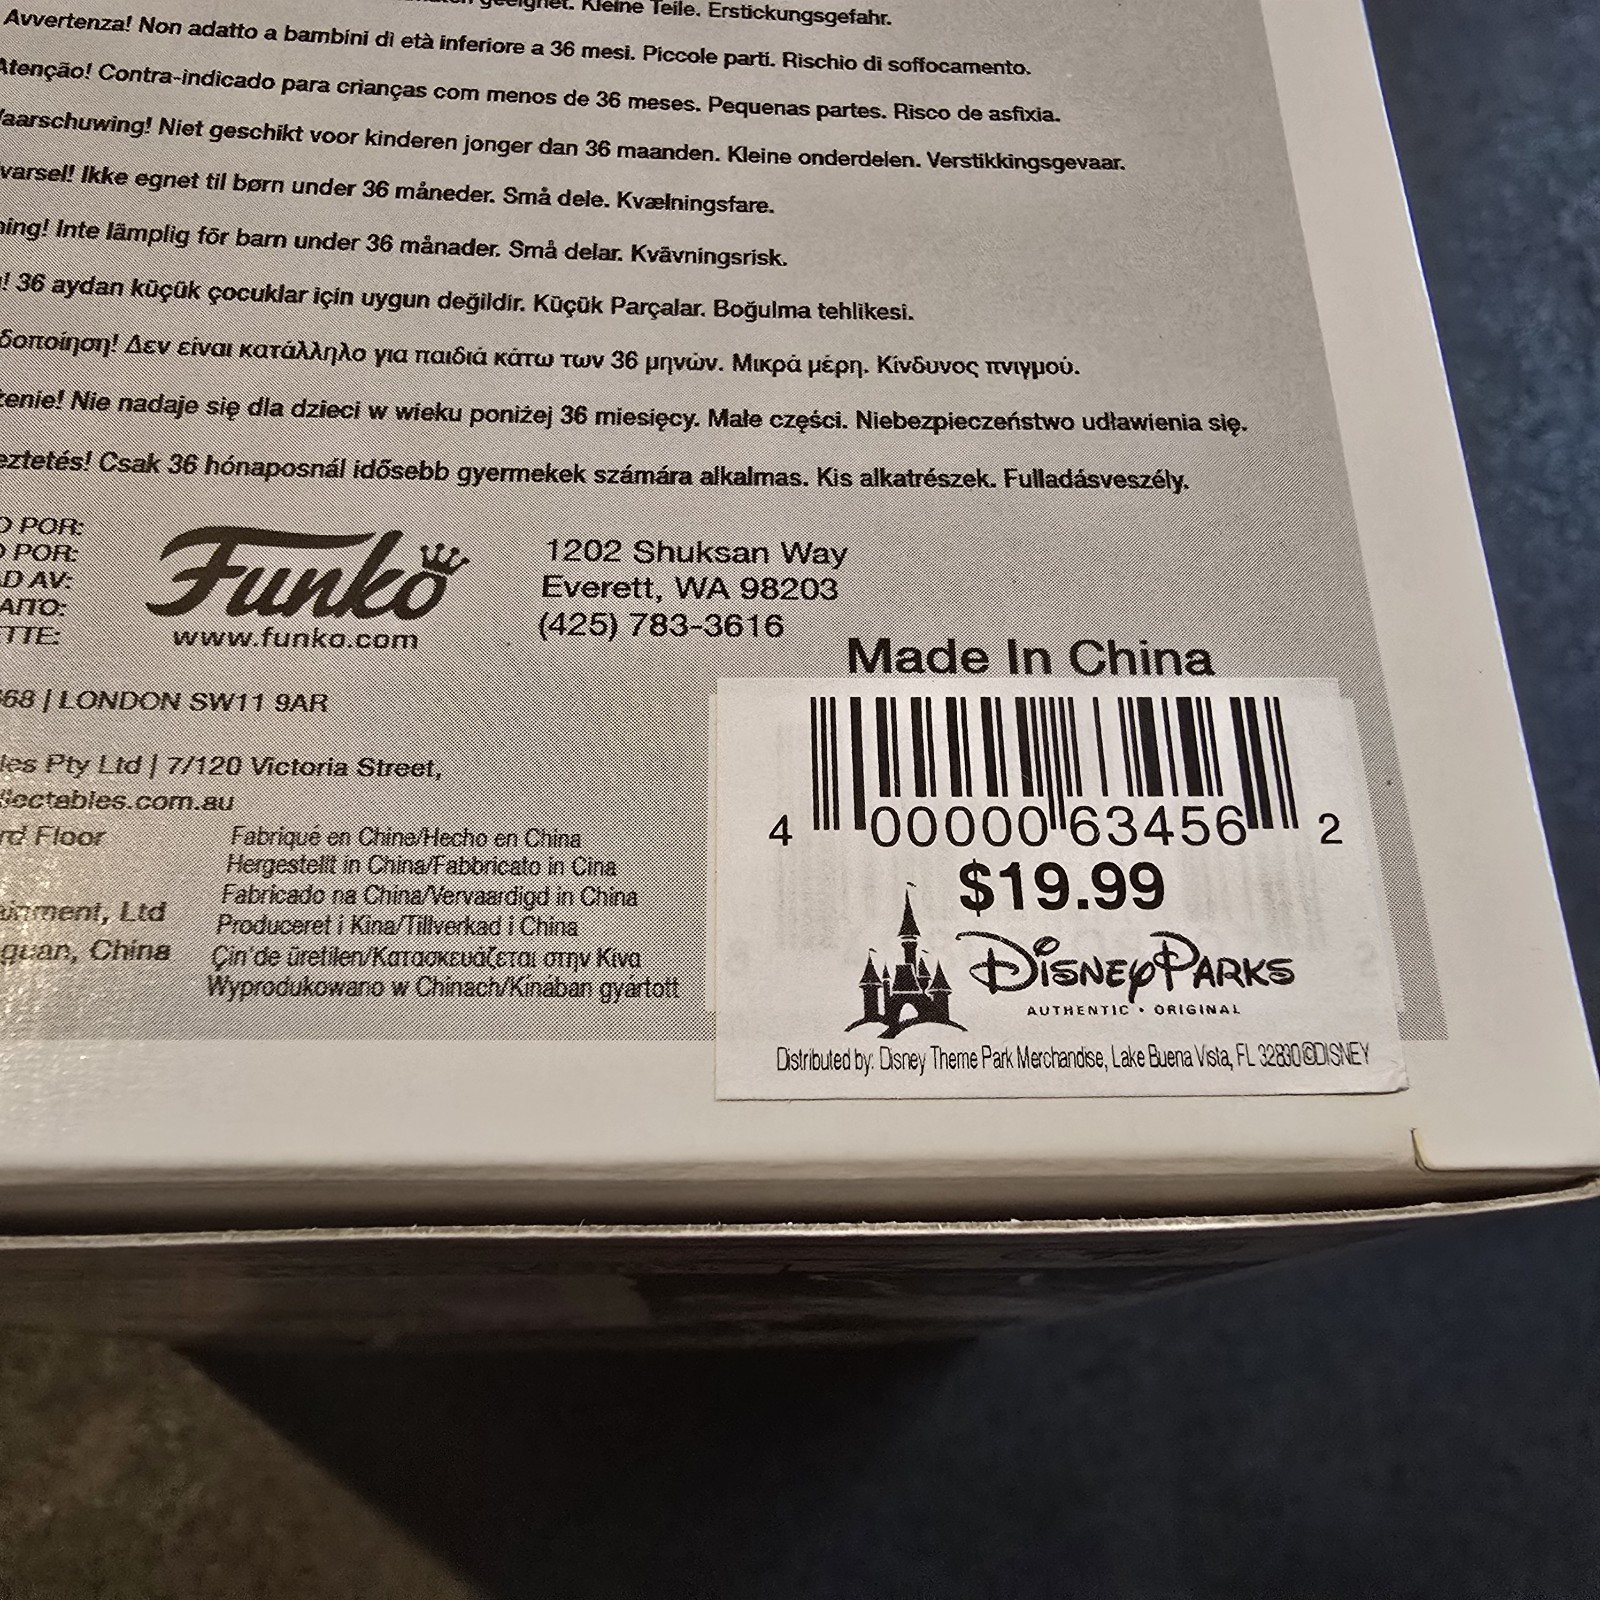 geeignet. Kleine Teile. Erstickungsgefahr.
Avvertenza! Non adatto a bambini di età inferiore a 36 mesi. Piccole parti. Rischio di soffocamento.
Atenção! Contra-indicado para crianças com menos de 36 meses. Pequenas partes. Risco de asfixia.
aarschuwing! Niet geschikt voor kinderen jonger dan 36 maanden. Kleine onderdelen. Verstikkingsgevaar.
varsel! Ikke egnet til børn under 36 måneder. Små dele. Kvælningsfare.
ning! Inte lämplig för barn under 36 månader. Små delar. Kvävningsrisk.
! 36 aydan küçük çocuklar için uygun değildir. Küçük Parçalar. Boğulma tehlikesi.
δοποίηση! Δεν είναι κατάλληλο για παιδιά κάτω των 36 μηνών. Μικρά μέρη. Κίνδυνος πνιγμού.
żenie! Nie nadaje się dla dzieci w wieku poniżej 36 miesięcy. Małe części. Niebezpieczeństwo udławienia się.
eztetés! Csak 36 hónaposnál idősebb gyermekek számára alkalmas. Kis alkatrészek. Fulladásveszély.
O POR:
O POR:
D AV:
ΑΠΟ:
TTE:
Funko
www.funko.com
1202 Shuksan Way
Everett, WA 98203
(425) 783-3616
Made In China
68 | LONDON SW11 9AR
les Pty Ltd | 7/120 Victoria Street,
llectables.com.au
rd Floor
ainment, Ltd
guan, China
Fabriqué en China/Hecho en China
Hergestellt in China/Fabbricato in Cina
Fabricado na China/Vervaardigd in China
Produceret i Kina/Tillverkad i China
Çin'de üretilen/Κατασκευάζεται στην Κίνα
Wyprodukowano w Chinach/Kínában gyártott
4 00000 63456 2
$19.99
Disney Parks
AUTHENTIC • ORIGINAL
Distributed by: Disney Theme Park Merchandise, Lake Buena Vista, FL 32830 ©DISNEY